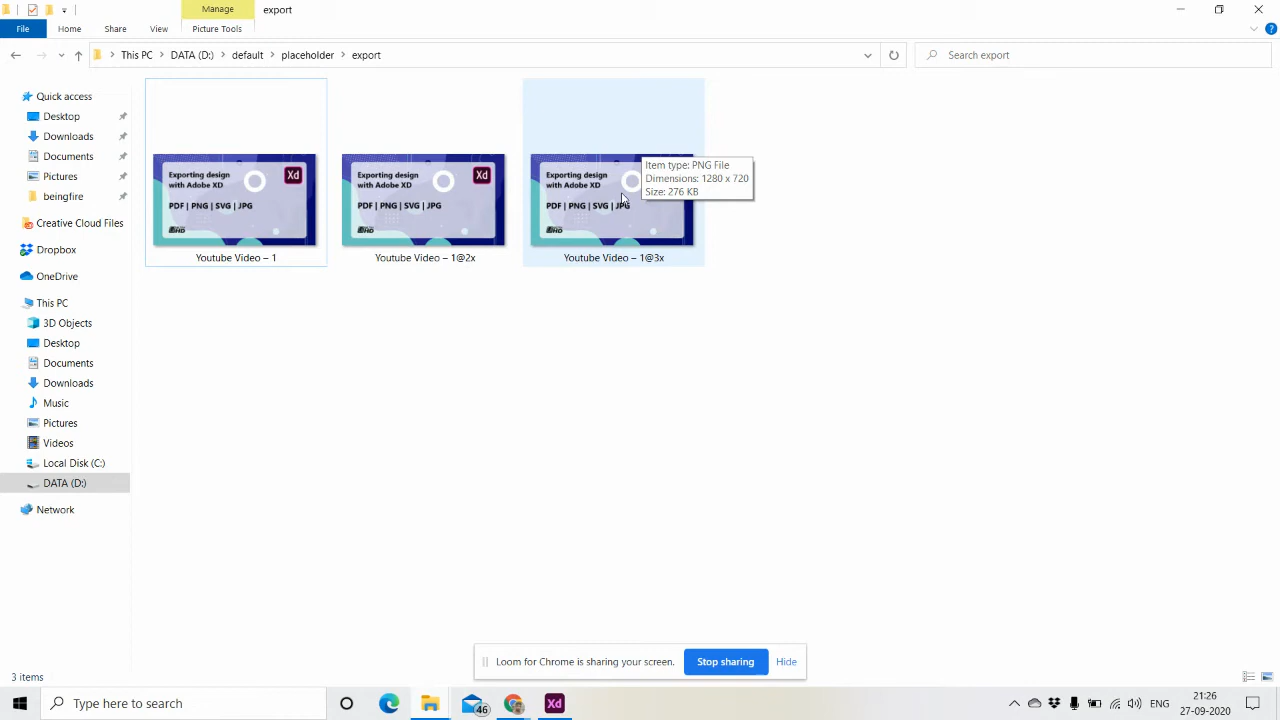 Manage
export
File
Home
Share
View
Picture Tools
This PC
DATA (D:)
default
placeholder
export
Search export
Quick access
Desktop
Downloads
Documents
Pictures
beingfire
Creative Cloud Files
Dropbox
OneDrive
This PC
3D Objects
Desktop
Documents
Downloads
Music
Pictures
Videos
Local Disk (C:)
DATA (D:)
Network
Exporting design
with Adobe XD
Xd
PDF | PNG | SVG | JPG
Youtube Video – 1
Exporting design
with Adobe XD
Xd
PDF | PNG | SVG | JPG
Youtube Video – 1@2x
Exporting design
with Adobe XD
PDF | PNG | SVG | JPG
Youtube Video – 1@3x
Item type: PNG File
Dimensions: 1280 x 720
Size: 276 KB
Loom for Chrome is sharing your screen.
Stop sharing
Hide
3 items
Type here to search
46
Xd
ENG
21:26
27-09-2020